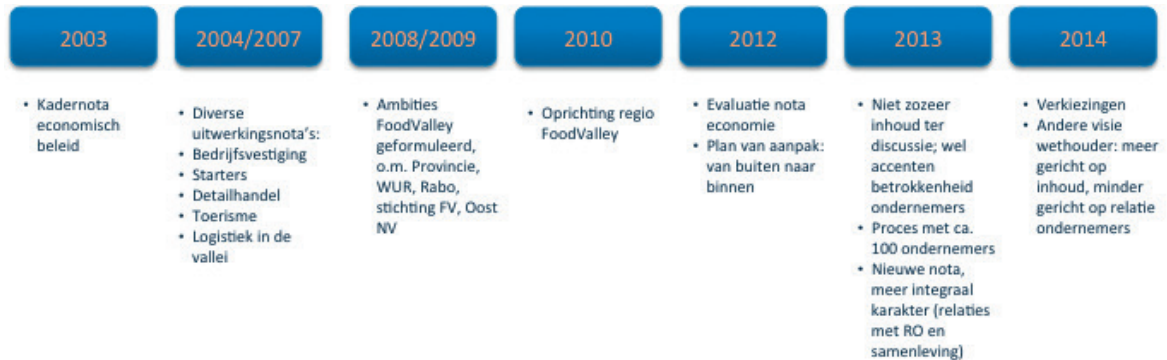 2003
• Kadernota
economisch
beleid
2004/2007
• Diverse
uitwerkingsnota's:
• Bedrijfsvestiging
• Starters
• Detailhandel
• Toerisme
• Logistiek in de
vallei
2008/2009
• Ambities
FoodValley
geformuleerd,
o.m. Provincie,
WUR, Rabo,
stichting FV, Oost
NV
2010
• Oprichting regio
FoodValley
2012
• Evaluatie nota
economie
• Plan van aanpak:
van buiten naar
binnen
2013
• Niet zozeer
inhoud ter
discussie; wel
accenten
betrokkenheid
ondernemers
• Proces met ca.
100 ondernemers
• Nieuwe nota,
meer integraal
karakter (relaties
met RO en
samenleving)
2014
• Verkiezingen
• Andere visie
wethouder: meer
gericht op
inhoud, minder
gericht op relatie
ondernemers